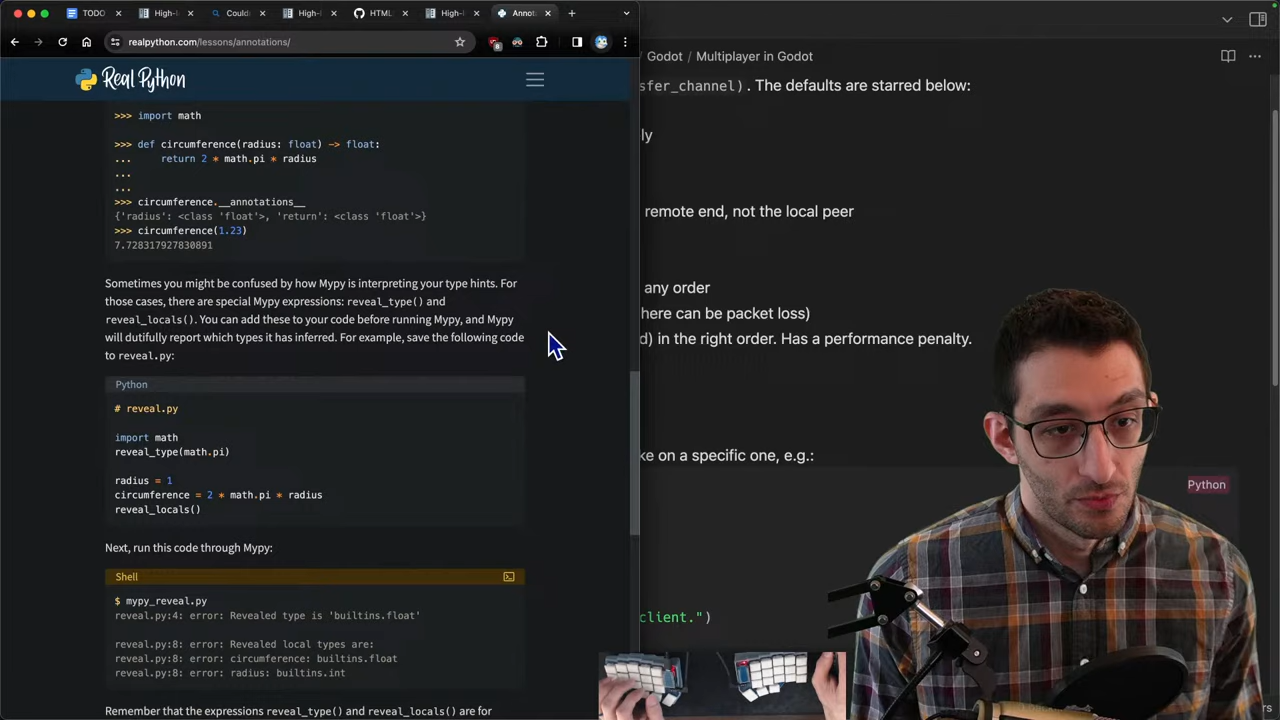 TODO
High-l
Could
High-l
HTML
High-l
Annot
realpython.com/lessons/annotations/
Real Python
>>> import math
>>> def circumference(radius: float) -> float:
...     return 2 * math.pi * radius
...
...
>>> circumference.__annotations__
{'radius': <class 'float'>, 'return': <class 'float'>}
>>> circumference(1.23)
7.728317927830891
Sometimes you might be confused by how Mypy is interpreting your type hints. For
those cases, there are special Mypy expressions: reveal_type() and
reveal_locals(). You can add these to your code before running Mypy, and Mypy
will dutifully report which types it has inferred. For example, save the following code
to reveal.py:
Python
# reveal.py
import math
reveal_type(math.pi)
radius = 1
circumference = 2 * math.pi * radius
reveal_locals()
Next, run this code through Mypy:
Shell
$ mypy_reveal.py
reveal.py:4: error: Revealed type is 'builtins.float'
reveal.py:8: error: Revealed local types are:
reveal.py:8: error: circumference: builtins.float
reveal.py:8: error: radius: builtins.int
Remember that the expressions reveal_type() and reveal_locals() are for
Godot / Multiplayer in Godot
sfer_channel). The defaults are starred below:
ly
remote end, not the local peer
any order
here can be packet loss)
d) in the right order. Has a performance penalty.
ke on a specific one, e.g.:
Python
client.")
rs